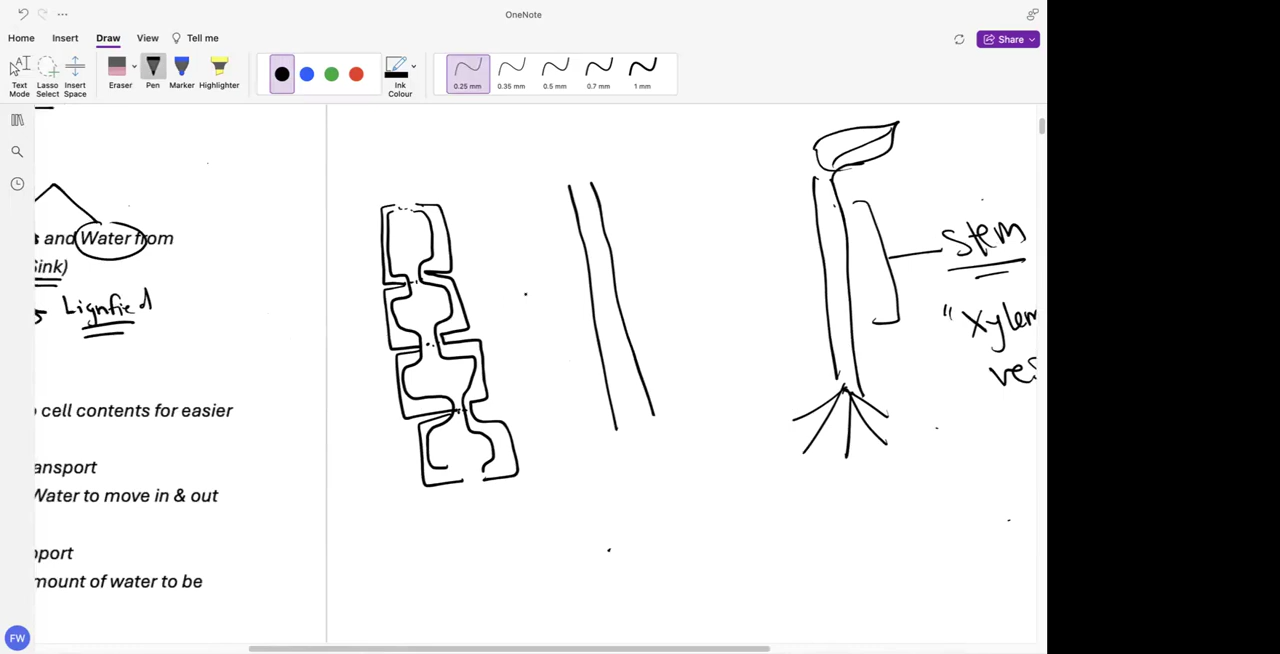 OneNote
Home Insert Draw View Tell me
Share
Text Mode
Lasso Select
Insert Space
Eraser
Pen
Marker
Highlighter
Ink Colour
0.25 mm
0.35 mm
0.5 mm
0.7 mm
1 mm
and Water from
Sink)
Lignfied
cell contents for easier
ansport
Water to move in & out
pport
mount of water to be
Stem
"Xylem
ves
FW